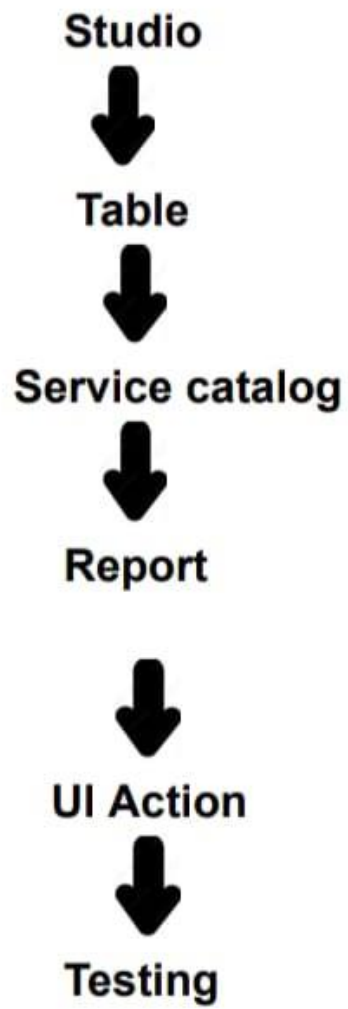 Studio
Table
Service catalog
Report
UI Action
Testing